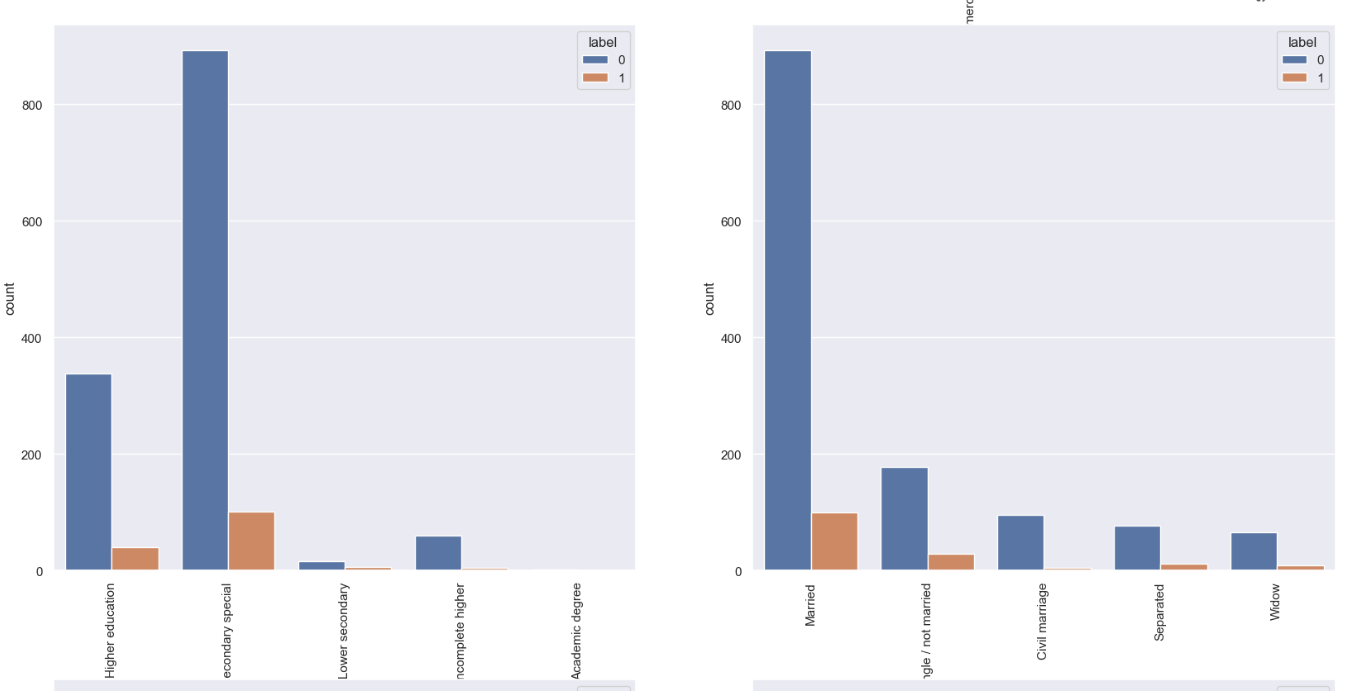 label
0
1
800
600
400
200
0
count
Higher education
econdary special
Lower secondary
ncomplete higher
Academic degree
merc
label
0
1
800
600
400
200
0
count
Married
ngle / not married
Civil marriage
Separated
Widow